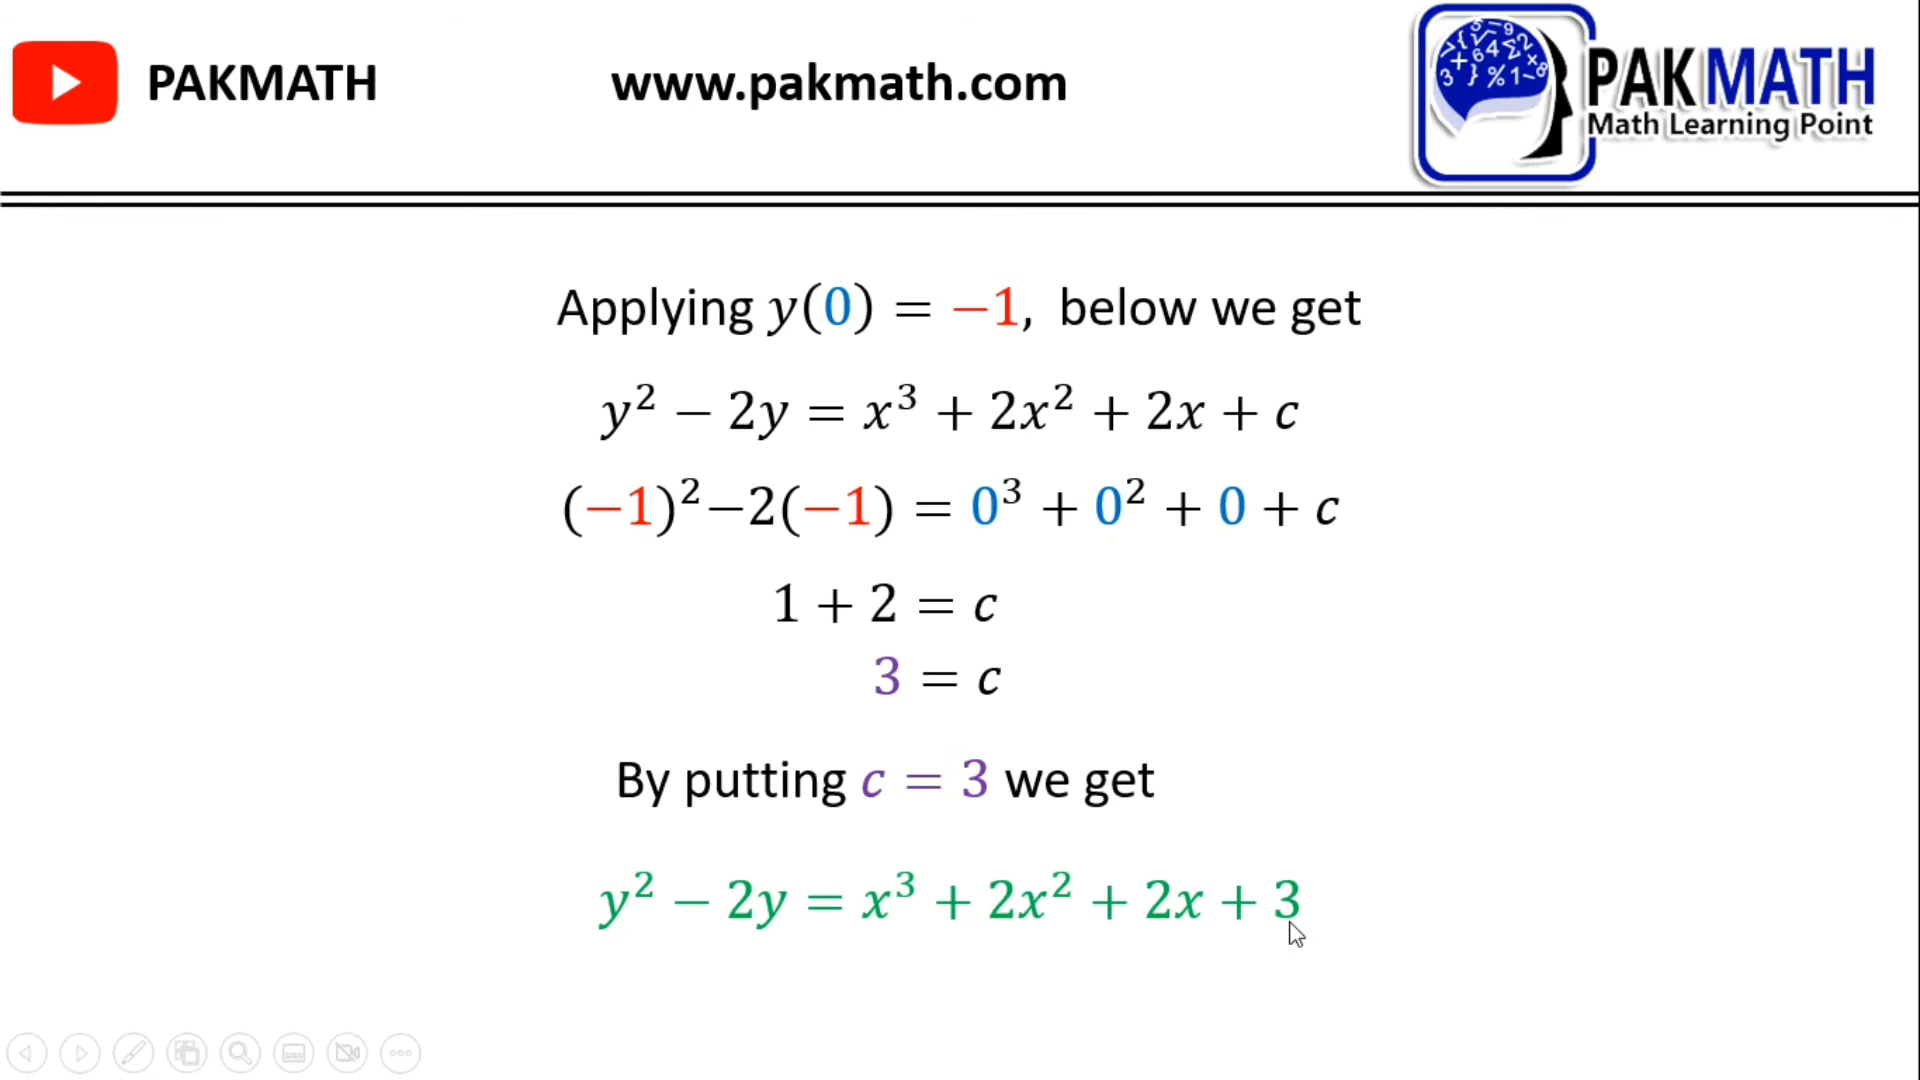 PAKMATH
www.pakmath.com
PAKMATH
Math Learning Point
Applying y(0) = −1, below we get
y² − 2y = x³ + 2x² + 2x + c
(−1)²−2(−1) = 0³ + 0² + 0 + c
1 + 2 = c
3 = c
By putting c = 3 we get
y² − 2y = x³ + 2x² + 2x + 3